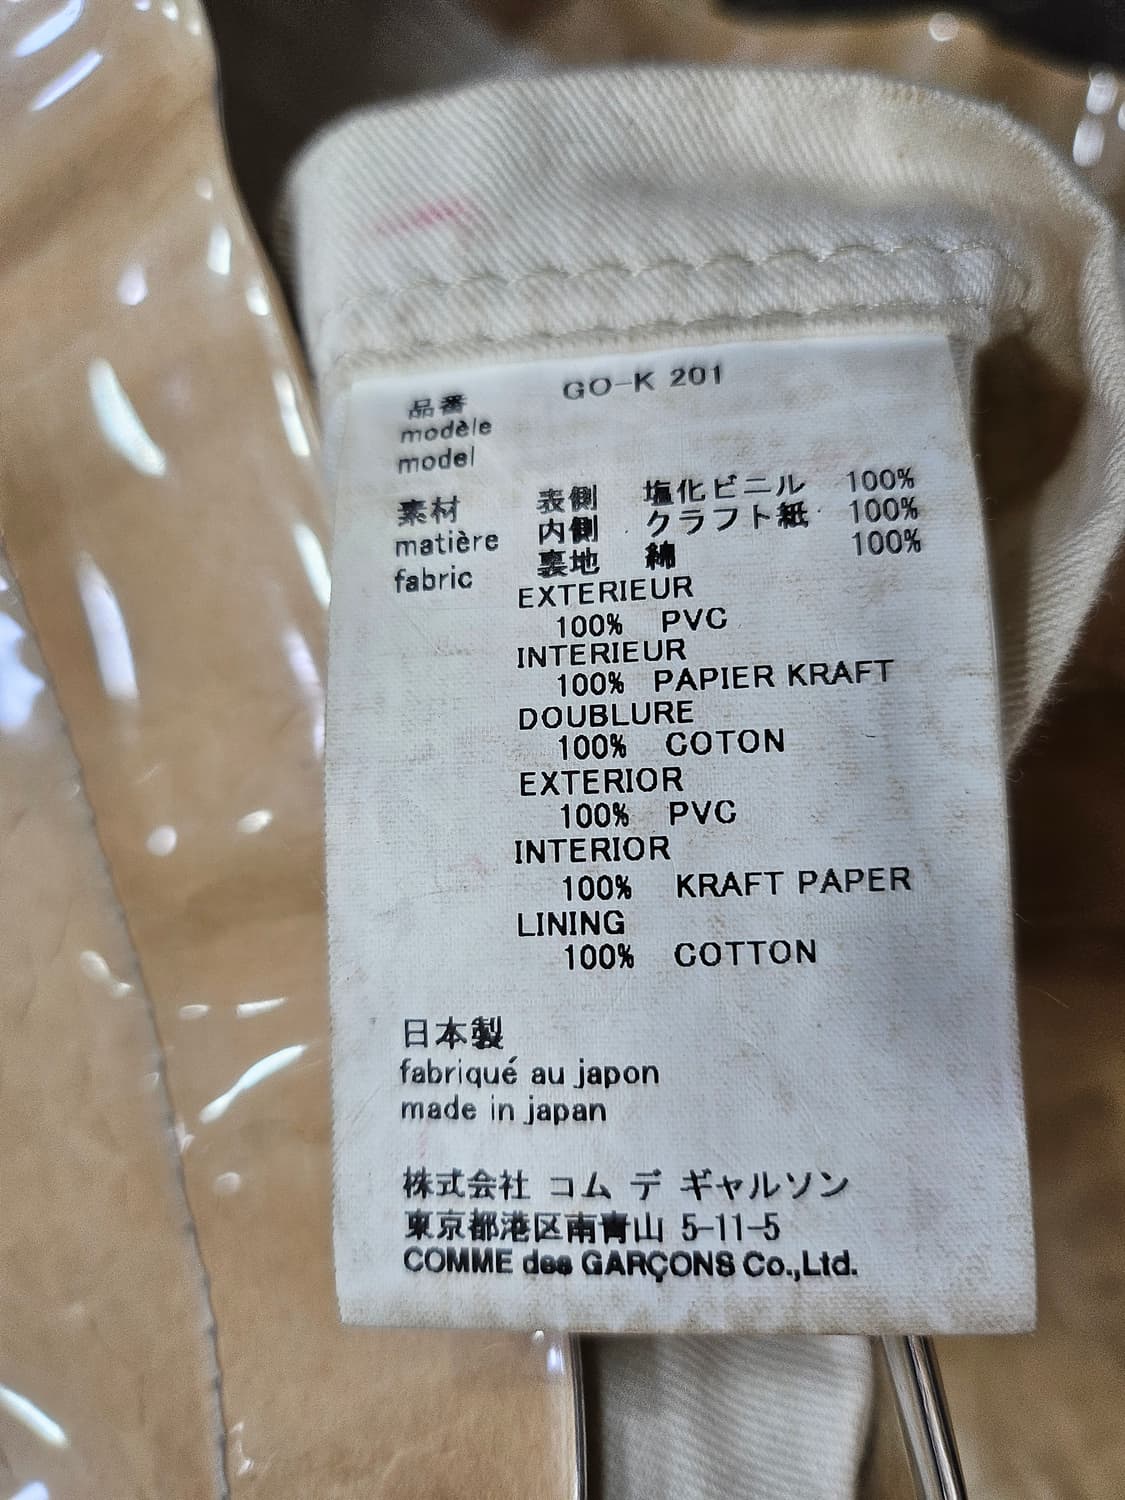 品番 GO-K 201
modèle
model
素材 表側 塩化ビニル 100%
内側 クラフト紙 100%
matière
裏地 綿 100%
fabric
EXTERIEUR
100% PVC
INTERIEUR
100% PAPIER KRAFT
DOUBLURE
100% COTON
EXTERIOR
100% PVC
INTERIOR
100% KRAFT PAPER
LINING
100% COTTON
日本製
fabriqué au japon
made in japan
株式会社 コム デ ギャルソン
東京都港区南青山 5-11-5
COMME des GARÇONS Co.,Ltd.